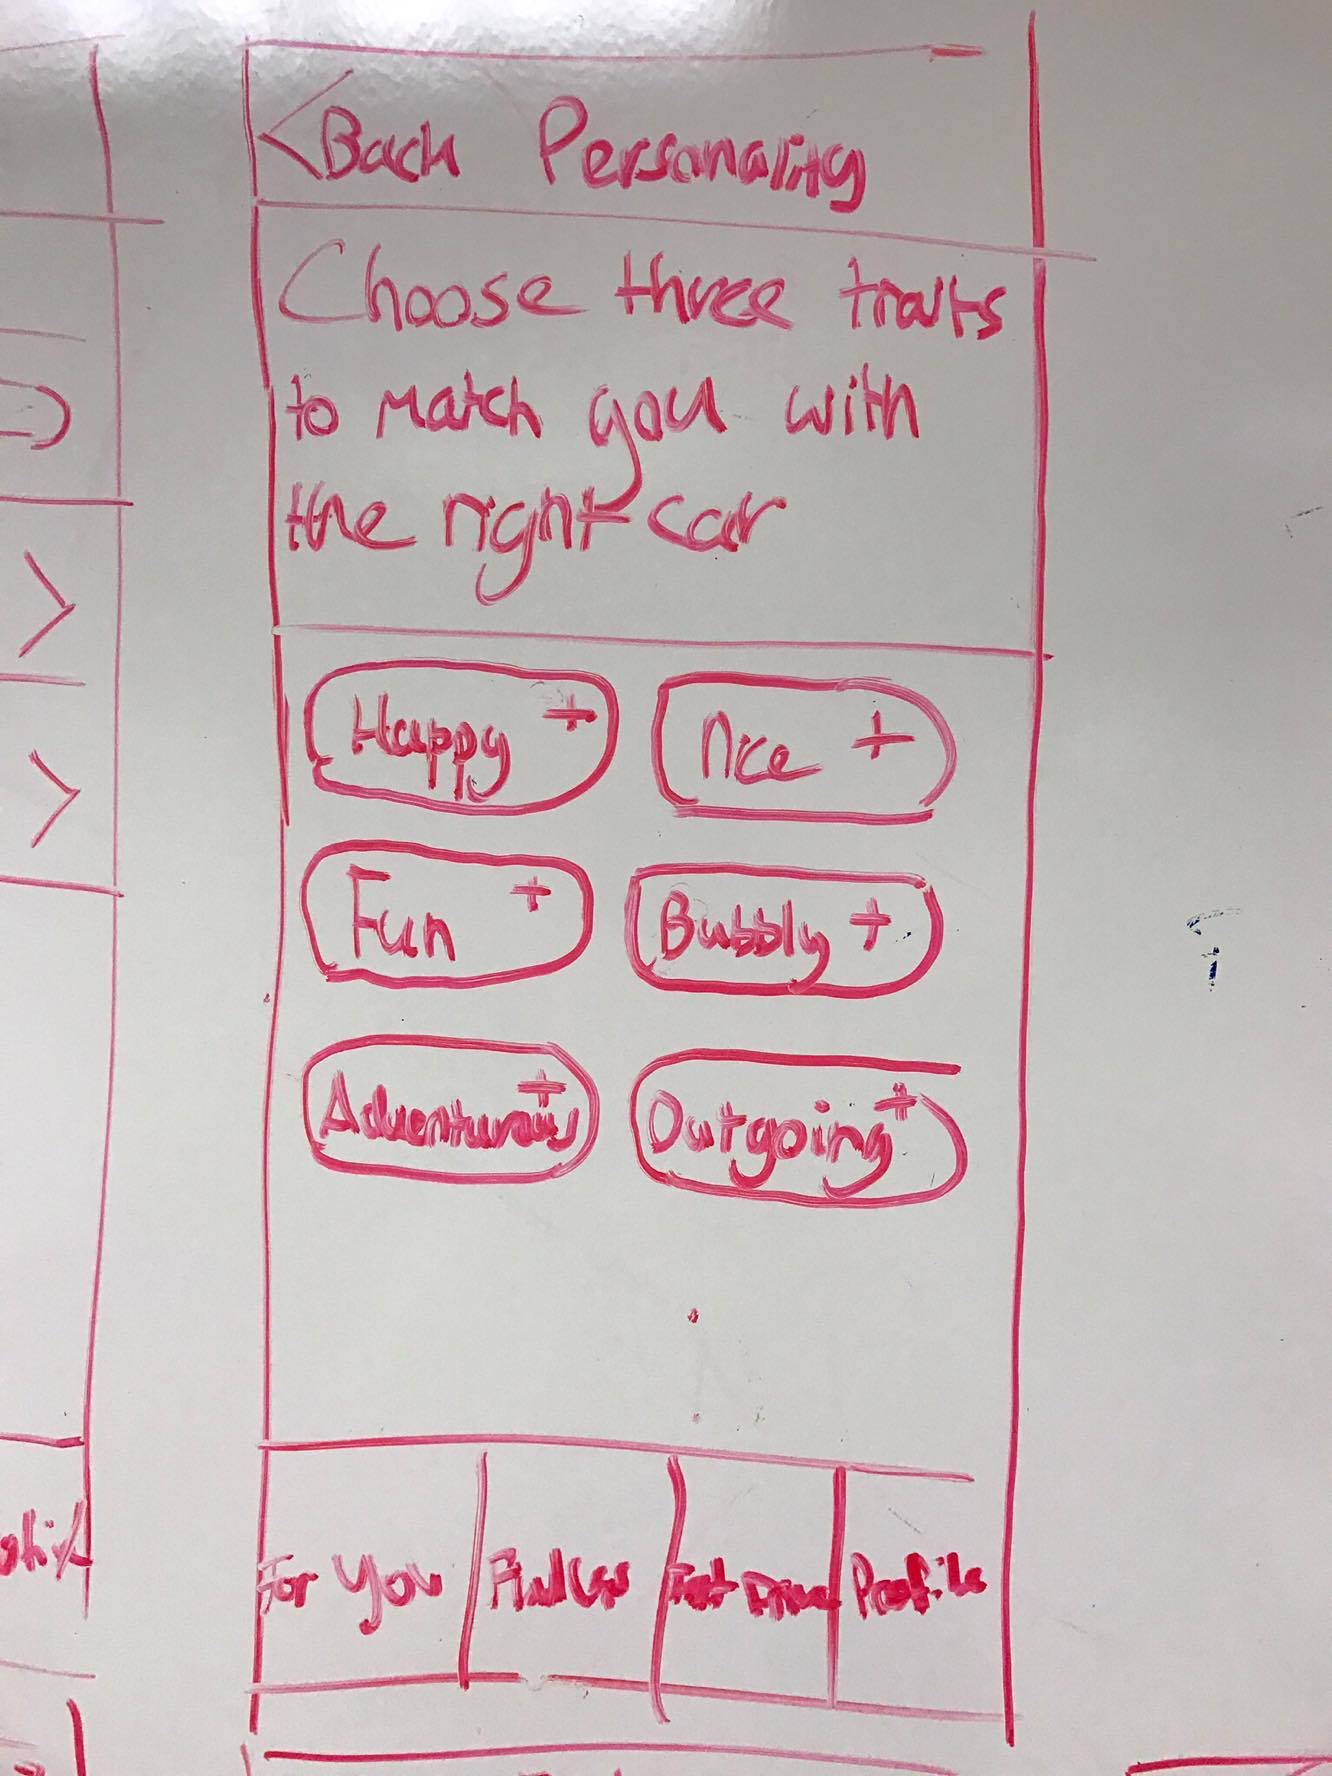 <Back Personality
Choose three traits
to match you with
the right car
Happy +
Nice +
Fun +
Bubbly +
Adventurous +
Outgoing +
For You
Find Us
Test Drive
Profile